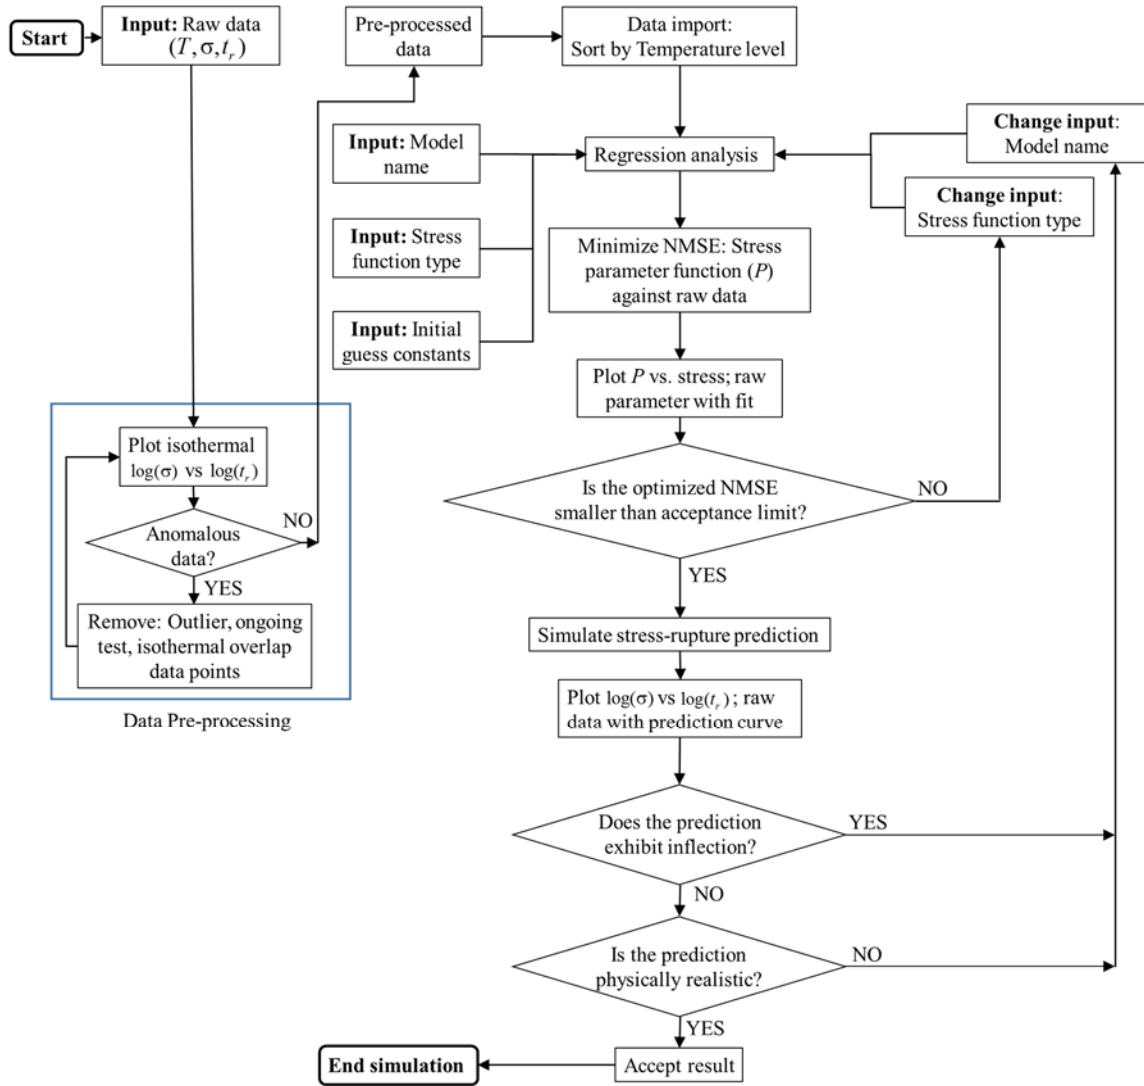 Start
Input: Raw data
(T, σ, t_r)
Pre-processed
data
Data import:
Sort by Temperature level
Input: Model
name
Regression analysis
Change input:
Model name
Change input:
Stress function type
Input: Stress
function type
Minimize NMSE: Stress
parameter function (P)
against raw data
Input: Initial
guess constants
Plot P vs. stress; raw
parameter with fit
Plot isothermal
log(σ) vs log(t_r)
Is the optimized NMSE
smaller than acceptance limit?
NO
YES
Anomalous
data?
NO
YES
Remove: Outlier, ongoing
test, isothermal overlap
data points
Data Pre-processing
Simulate stress-rupture prediction
Plot log(σ) vs log(t_r); raw
data with prediction curve
Does the prediction
exhibit inflection?
YES
NO
Is the prediction
physically realistic?
NO
YES
Accept result
End simulation